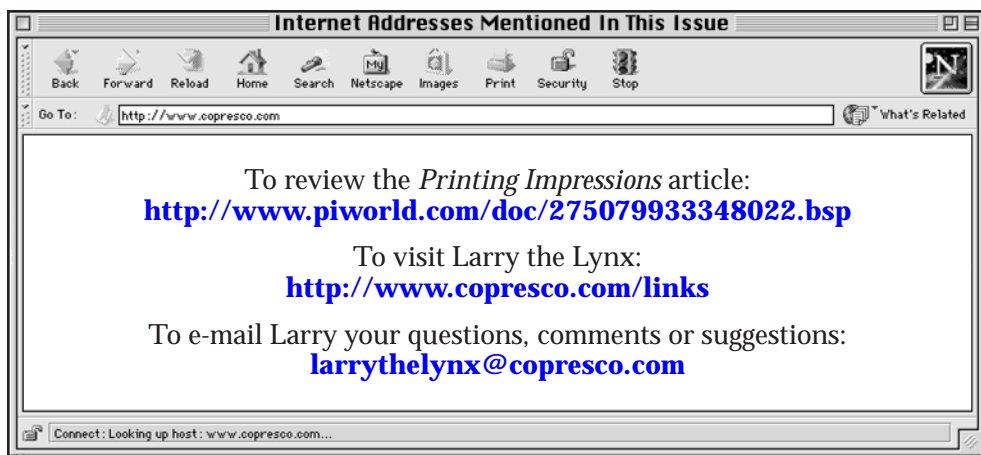 Internet Addresses Mentioned In This Issue
Back Forward Reload Home Search My Netscape Images Print Security Stop N
Go To: http://www.copresco.com What's Related
To review the Printing Impressions article:
http://www.piworld.com/doc/275079933348022.bsp
To visit Larry the Lynx:
http://www.copresco.com/links
To e-mail Larry your questions, comments or suggestions:
larrythelynx@copresco.com
Connect: Looking up host: www.copresco.com...